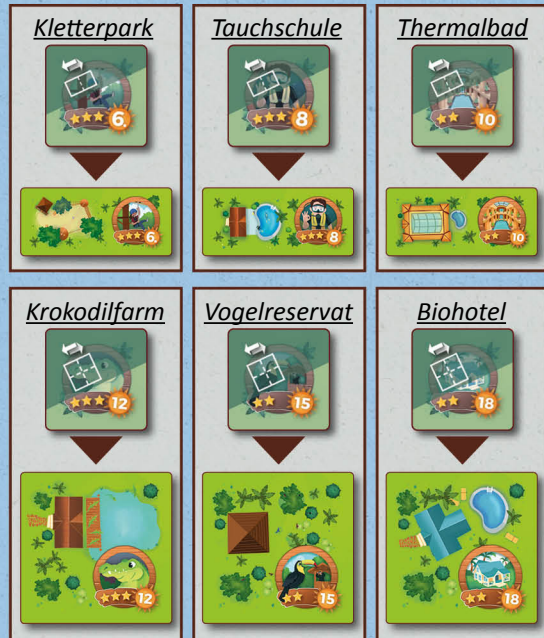 Kletterpark
Tauchschule
Thermalbad
6.
8
10
6.
8
10
Krokodilfarm
Vogelreservat
Biohotel
12
15
18
12
15
18